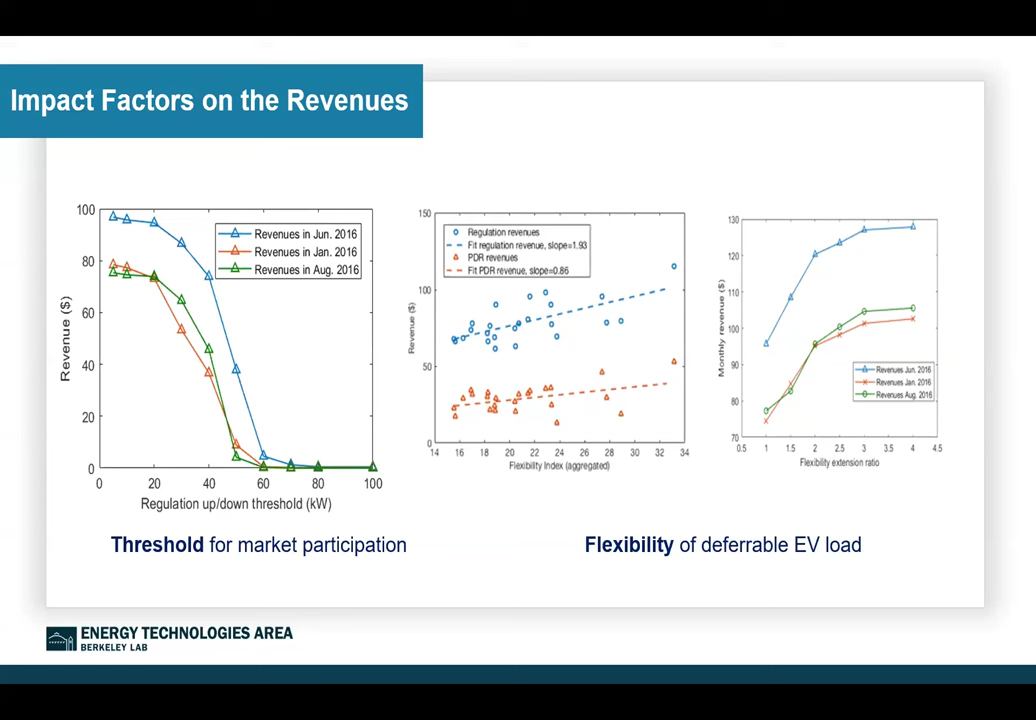 Impact Factors on the Revenues
100
80
60
40
20
0
Revenue ($)
0 20 40 60 80 100
Regulation up/down threshold (kW)
Revenues in Jun. 2016
Revenues in Jan. 2016
Revenues in Aug. 2016
150
100
50
0
Revenue ($)
14 16 18 20 22 24 26 28 30 32 34
Flexibility Index (aggregated)
Regulation revenues
Fit regulation revenue, slope=1.93
PDR revenues
Fit PDR revenue, slope=0.86
130
120
110
100
90
80
70
Monthly revenue ($)
0.5 1 1.5 2 2.5 3 3.5 4 4.5
Flexibility extension ratio
Revenues Jun. 2016
Revenues Jan. 2016
Revenues Aug. 2016
Threshold for market participation
Flexibility of deferrable EV load
ENERGY TECHNOLOGIES AREA
BERKELEY LAB